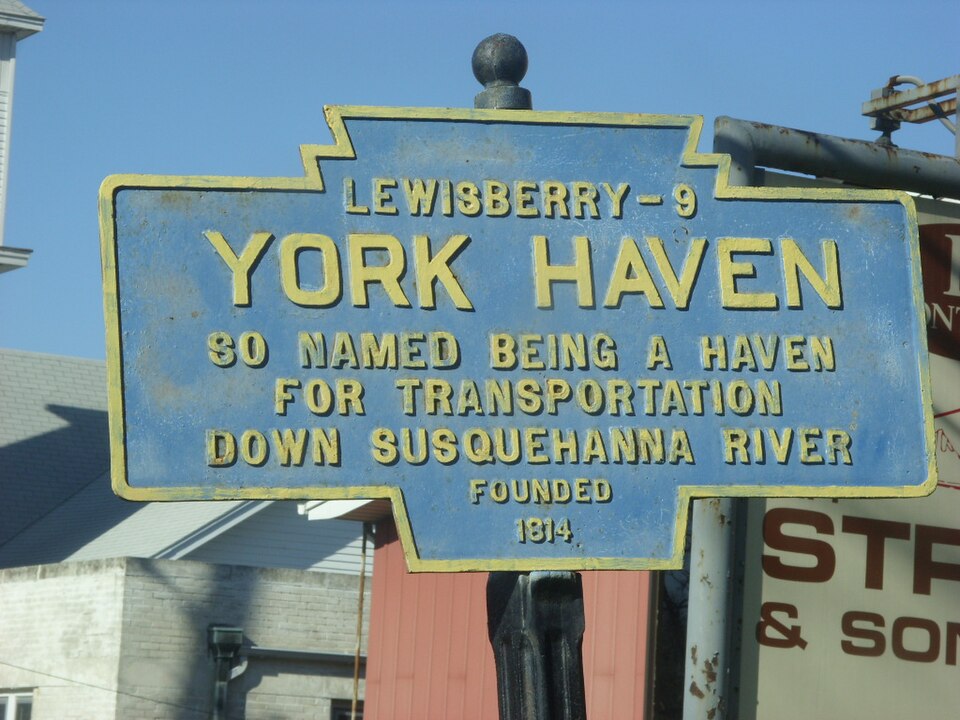 LEWISBERRY-9
YORK HAVEN
SO NAMED BEING A HAVEN
FOR TRANSPORTATION
DOWN SUSQUEHANNA RIVER
FOUNDED
1814
& SON